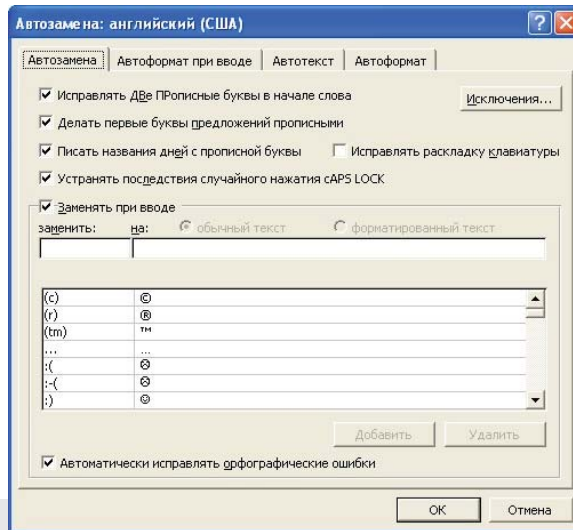 Автозамена: английский (США)
Автозамена Автоформат при вводе Автотекст Автоформат
Исправлять ДВе ПРописные буквы в начале слова Исключения...
Делать первые буквы предложений прописными
Писать названия дней с прописной буквы Исправлять раскладку клавиатуры
Устранять последствия случайного нажатия cAPS LOCK
Заменять при вводе
заменить: на: обычный текст форматированный текст
(c) ©
(r) ®
(tm) ™
... ...
:( ☹
:-( ☹
:) ☺
Добавить Удалить
Автоматически исправлять орфографические ошибки
ОК Отмена